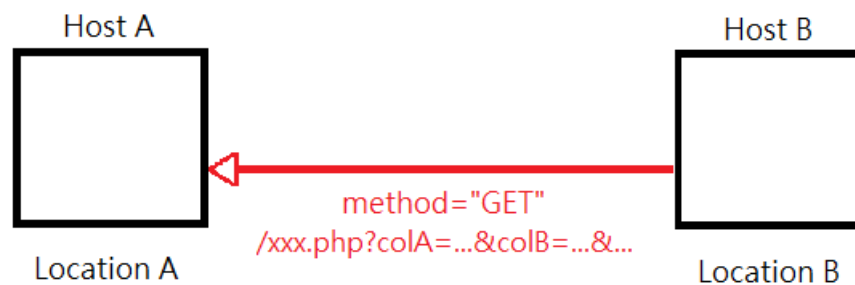 Host A
Host B
method="GET"
/xxx.php?colA=...&colB=...&...
Location A
Location B